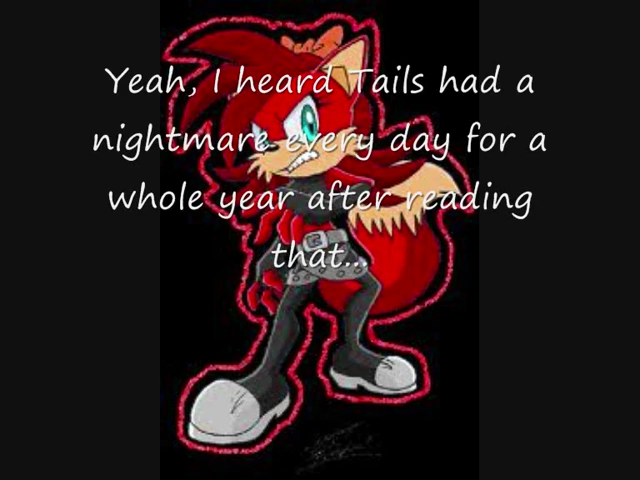 Yeah, I heard Tails had a
nightmare every day for a
whole year after reading
that...